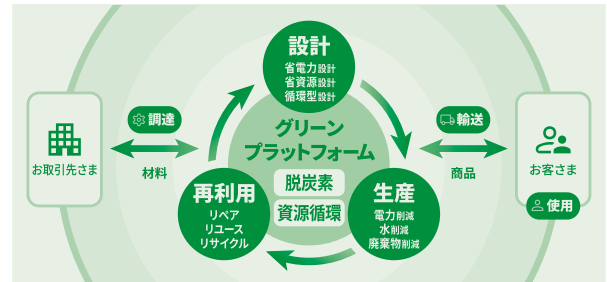 設計
省電力設計
省資源設計
循環型設計
グリーン
プラットフォーム
脱炭素
資源循環
お取引先さま
調達
材料
再利用
リペア
リユース
リサイクル
生産
電力削減
水削減
廃棄物削減
輸送
商品
お客さま
使用